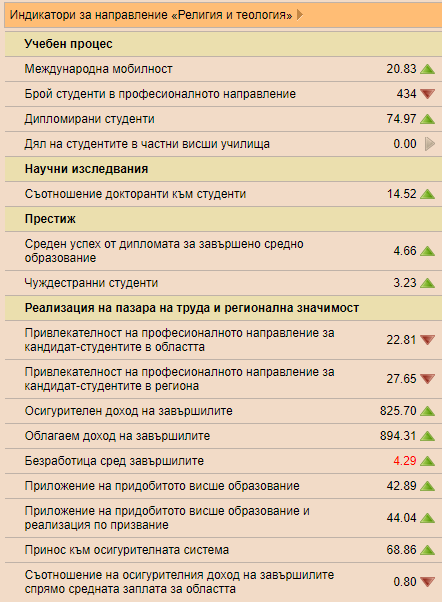 Индикатори за направление «Религия и теология»
Учебен процес
Международна мобилност 20.83
Брой студенти в професионалното направление 434
Дипломирани студенти 74.97
Дял на студентите в частни висши училища 0.00
Научни изследвания
Съотношение докторанти към студенти 14.52
Престиж
Среден успех от дипломата за завършено средно
образование 4.66
Чуждестранни студенти 3.23
Реализация на пазара на труда и регионална значимост
Привлекателност на професионалното направление за
кандидат-студентите в областта 22.81
Привлекателност на професионалното направление за
кандидат-студентите в региона 27.65
Осигурителен доход на завършилите 825.70
Облагаем доход на завършилите 894.31
Безработица сред завършилите 4.29
Приложение на придобитото висше образование 42.89
Приложение на придобитото висше образование и
реализация по призвание 44.04
Принос към осигурителната система 68.86
Съотношение на осигурителния доход на завършилите
спрямо средната заплата за областта 0.80